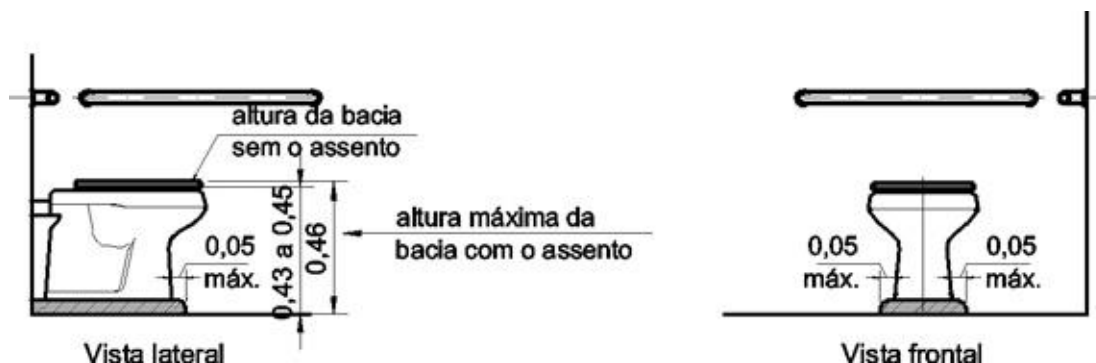 altura da bacia
sem o assento
0,43 a 0,45
0,46
altura máxima da
bacia com o assento
0,05
máx.
Vista lateral
0,05
máx.
0,05
máx.
Vista frontal